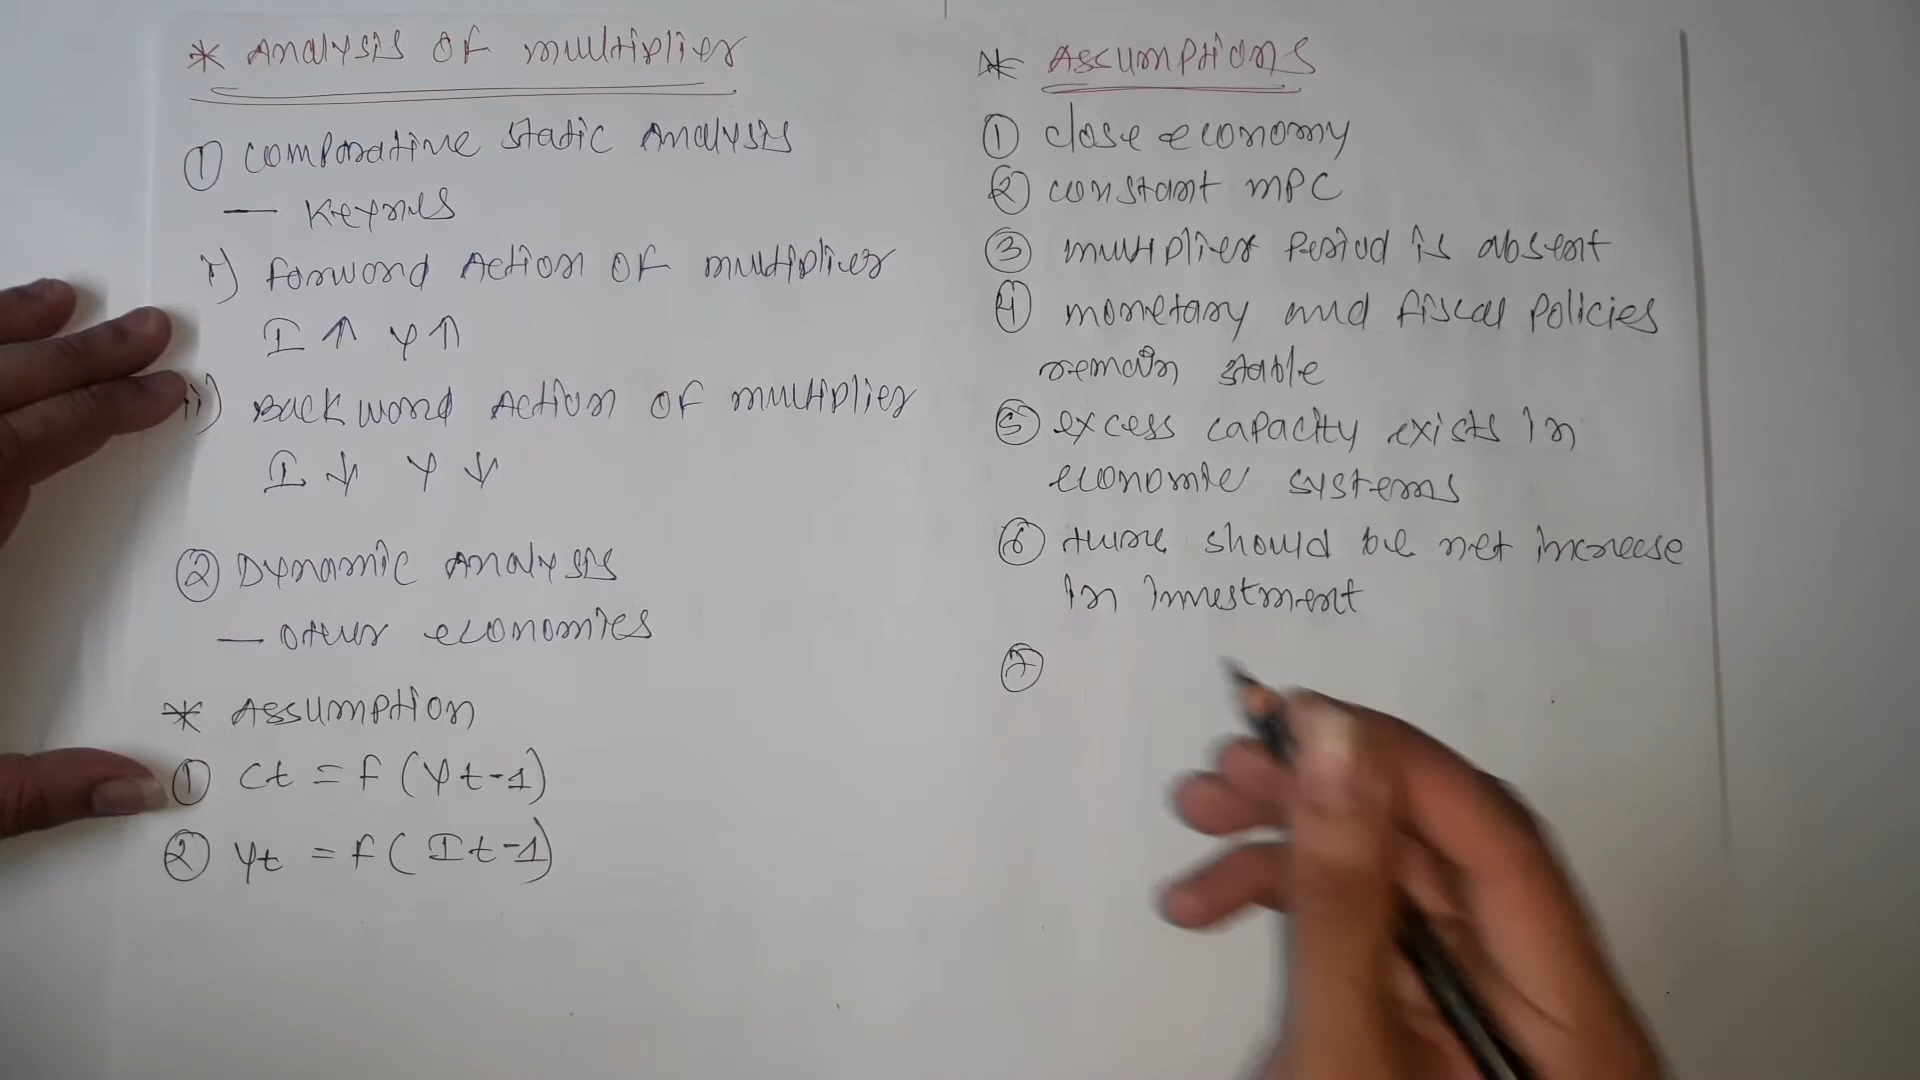 * Analysis of multiplier
① comparative static Analysis
— Keynes
i) forword Action of multiplier
I ↑ Y ↑
ii) Backword Action of multiplier
I ↓ Y ↓
② Dynamic Analysis
— other economies
* Assumption
① Ct = f (Yt-1)
② Yt = f (It-1)
* Assumptions
① close economy
② constant mpc
③ multiplier period is absent
④ monetary and fiscal policies
remain stable
⑤ excess capacity exists in
economic systems
⑥ there should be net increase
in investment
⑦